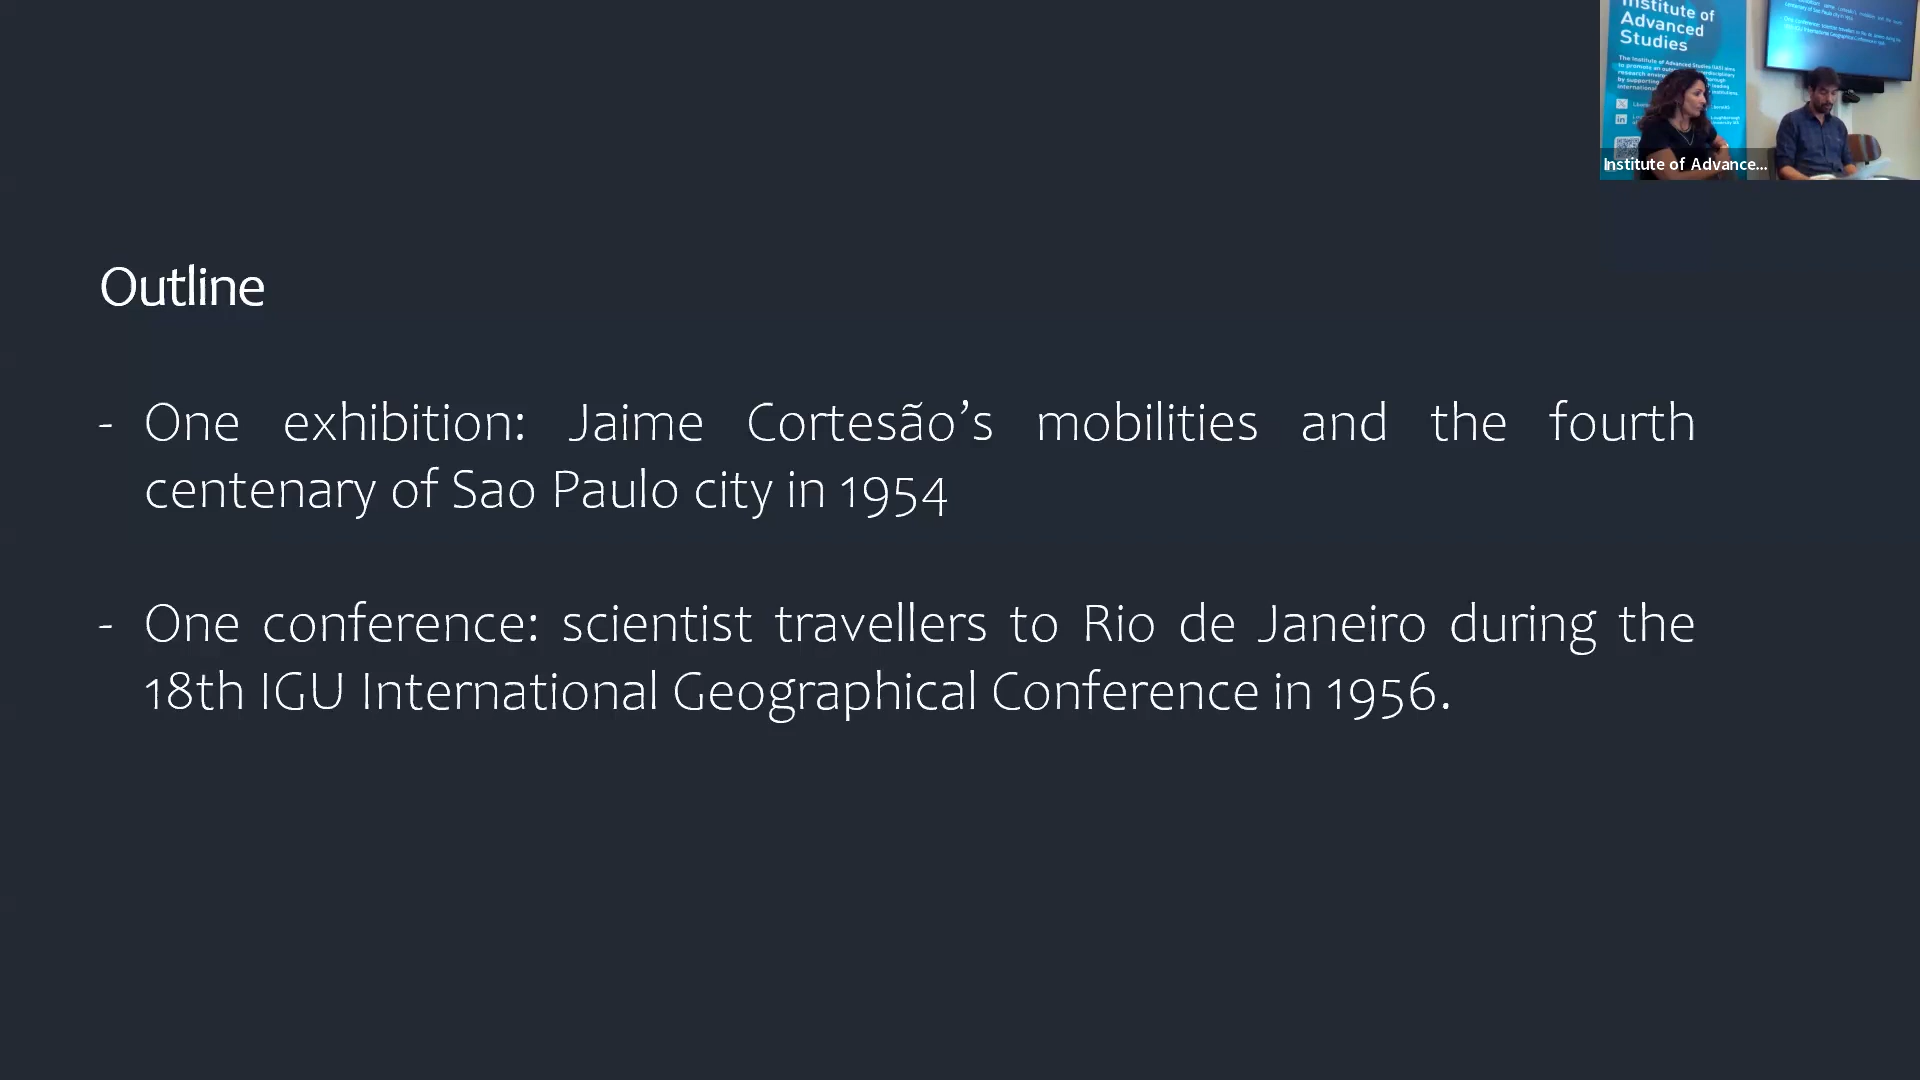 Institute of
Advanced
Studies
Institute of Advance...
Outline
- One exhibition: Jaime Cortesão’s mobilities and the fourth
centenary of Sao Paulo city in 1954
- One conference: scientist travellers to Rio de Janeiro during the
18th IGU International Geographical Conference in 1956.